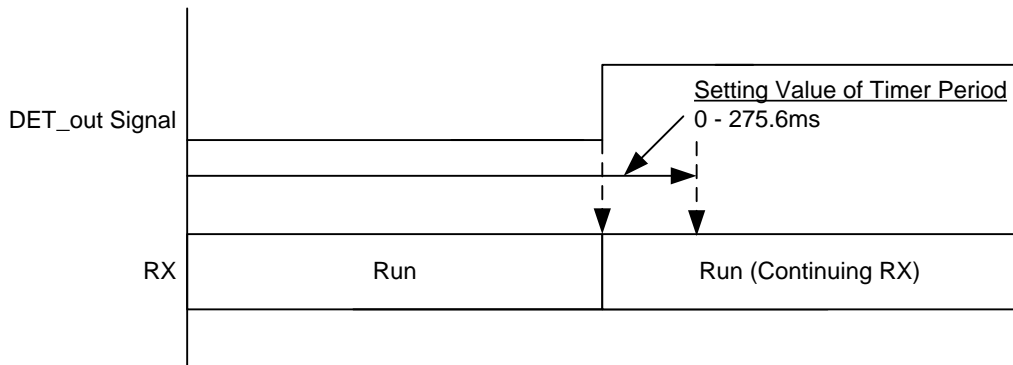 Setting Value of Timer Period
DET_out Signal
0 - 275.6ms
RX
Run
Run (Continuing RX)